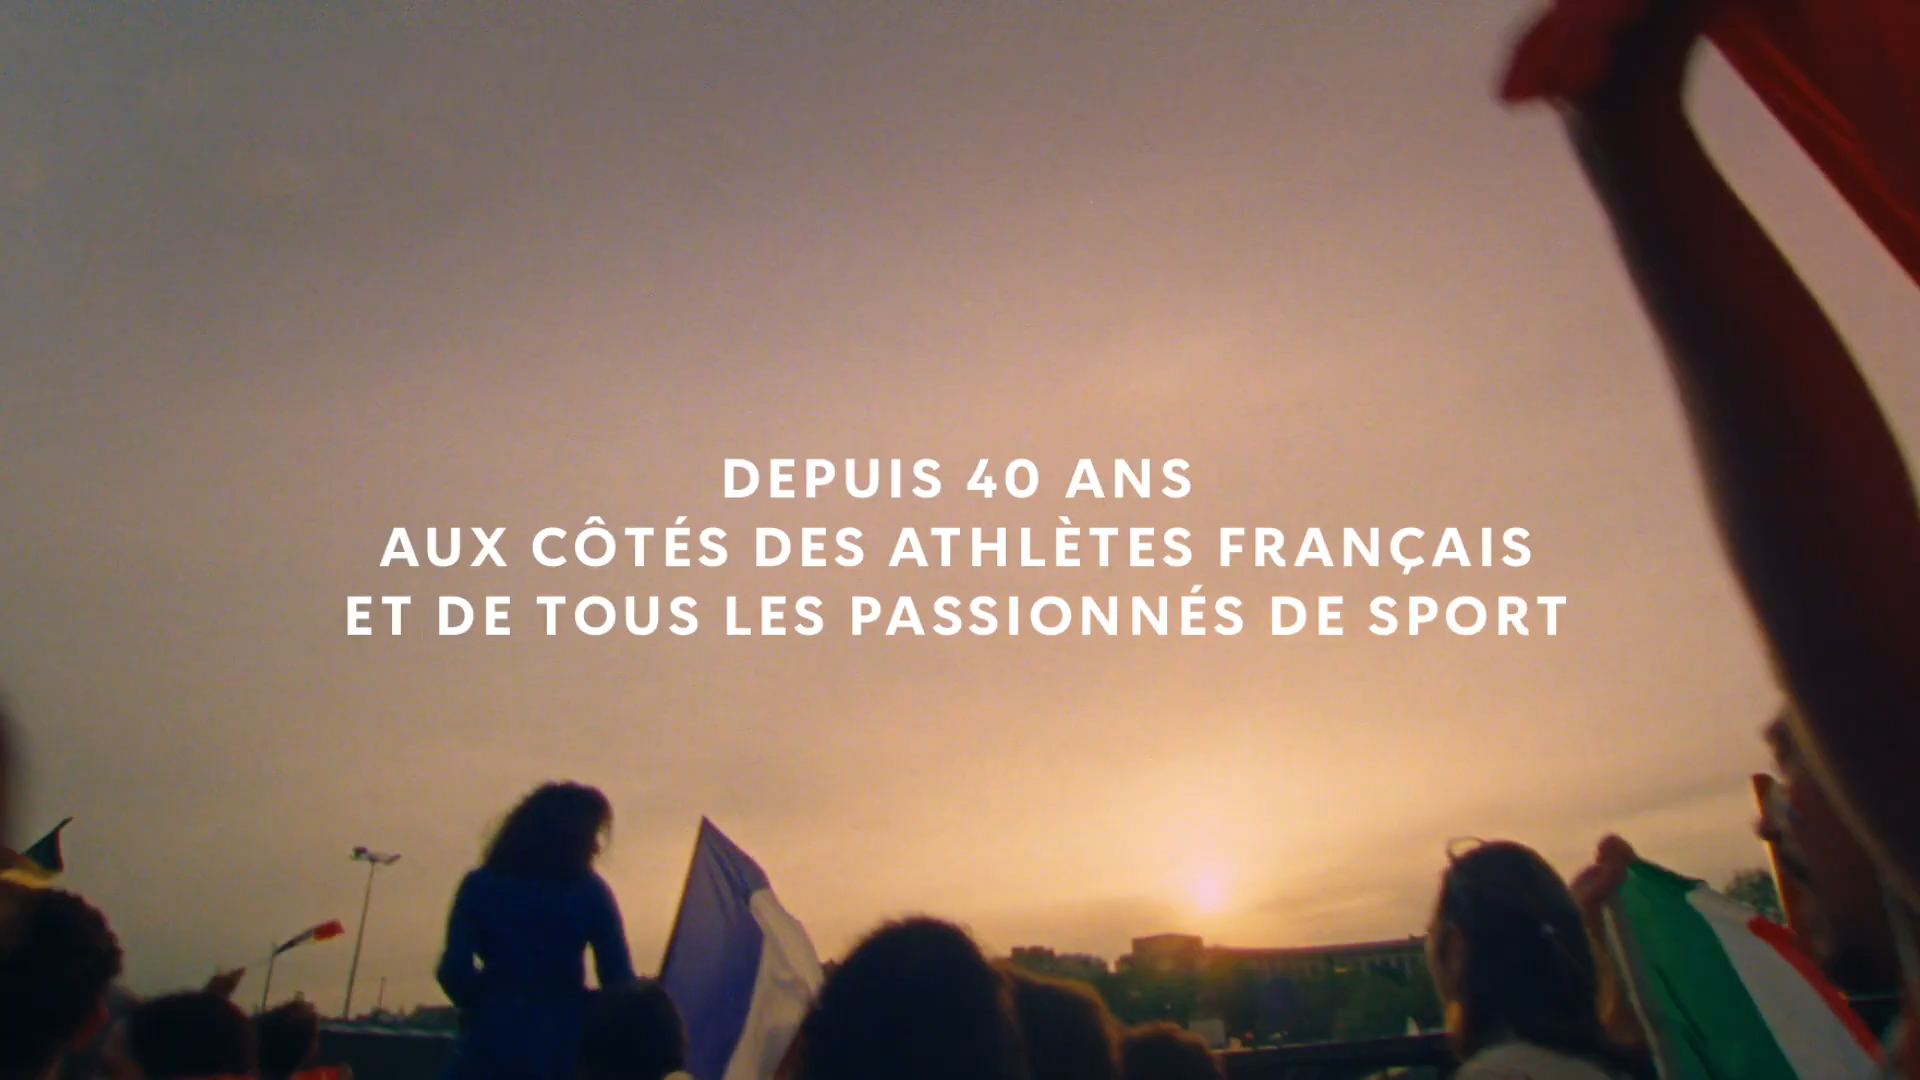 DEPUIS 40 ANS
AUX CÔTÉS DES ATHLÈTES FRANÇAIS
ET DE TOUS LES PASSIONNÉS DE SPORT